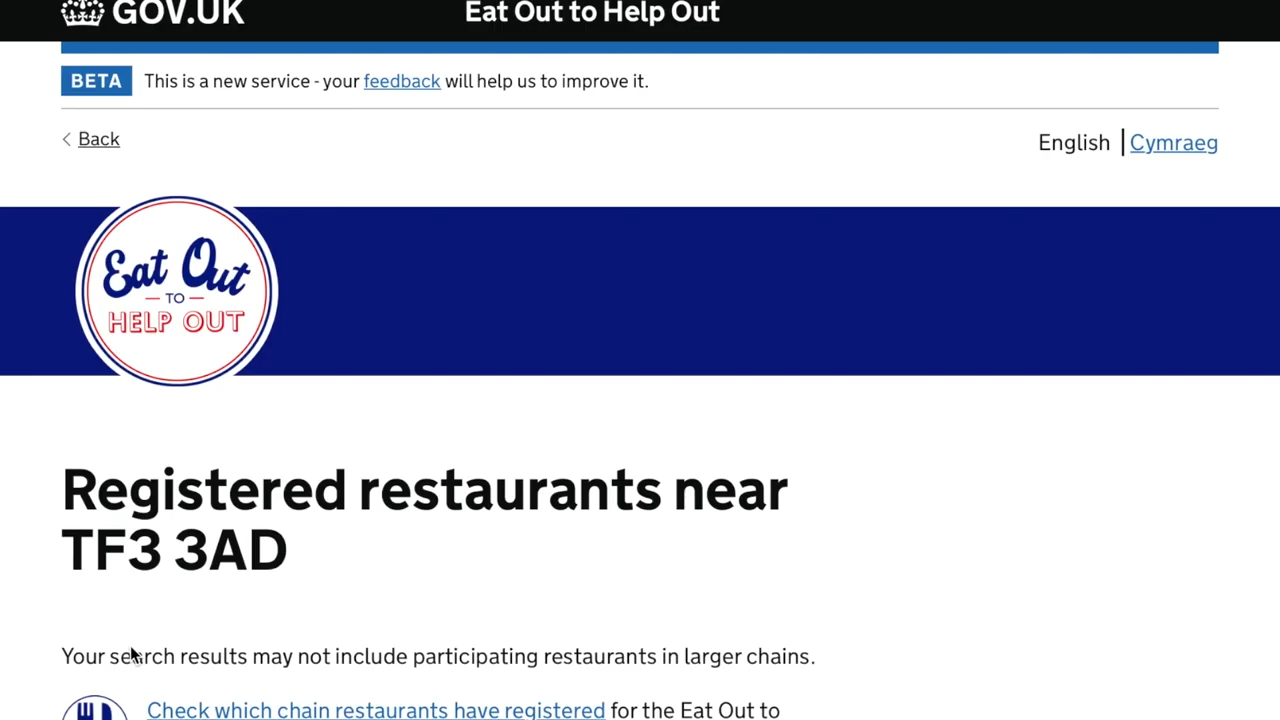 GOV.UK Eat Out to Help Out
BETA This is a new service - your feedback will help us to improve it.
Back English Cymraeg
Eat Out
TO
HELP OUT
Registered restaurants near
TF3 3AD
Your search results may not include participating restaurants in larger chains.
Check which chain restaurants have registered for the Eat Out to